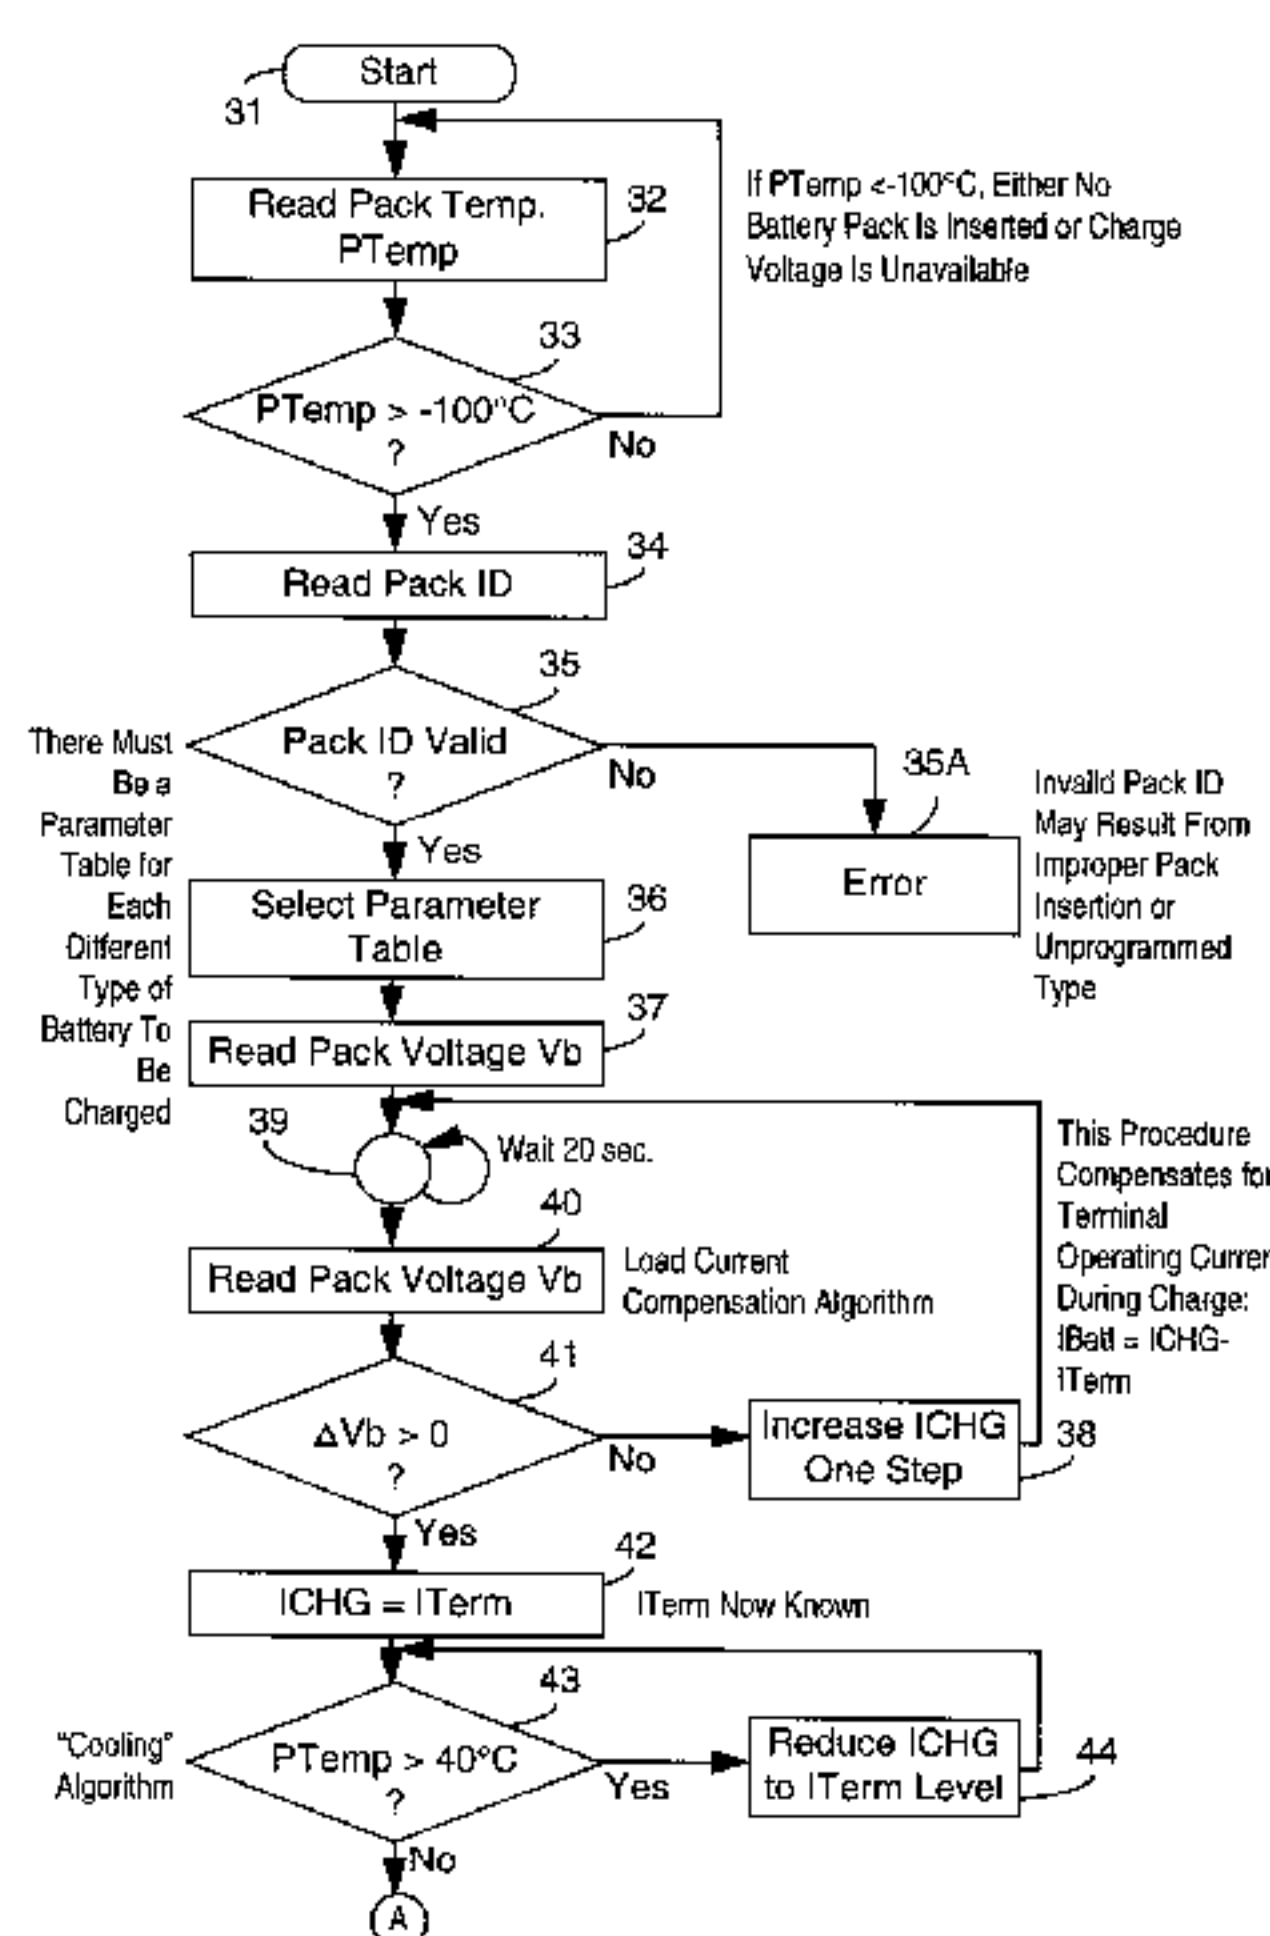 Start
31
Read Pack Temp.
PTemp
32
If PTemp <-100°C, Either No
Battery Pack Is Inserted or Charge
Voltage Is Unavailable
33
PTemp > -100°C
?
No
Yes
34
Read Pack ID
35
Pack ID Valid
?
No
Yes
There Must
Be a
Parameter
Table for
Each
Different
Type of
Battery To
Be
Charged
35A
Error
Invalid Pack ID
May Result From
Improper Pack
Insertion or
Unprogrammed
Type
Select Parameter
Table
36
37
Read Pack Voltage Vb
39
Wait 20 sec.
40
Read Pack Voltage Vb
Load Current
Compensation Algorithm
This Procedure
Compensates for
Terminal
Operating Curren
During Charge:
IBatt = ICHG-
ITerm
41
ΔVb > 0
?
No
Yes
Increase ICHG
One Step
38
42
ICHG = ITerm
ITerm Now Known
43
"Cooling"
Algorithm
PTemp > 40°C
?
Yes
No
Reduce ICHG
to ITerm Level
44
A